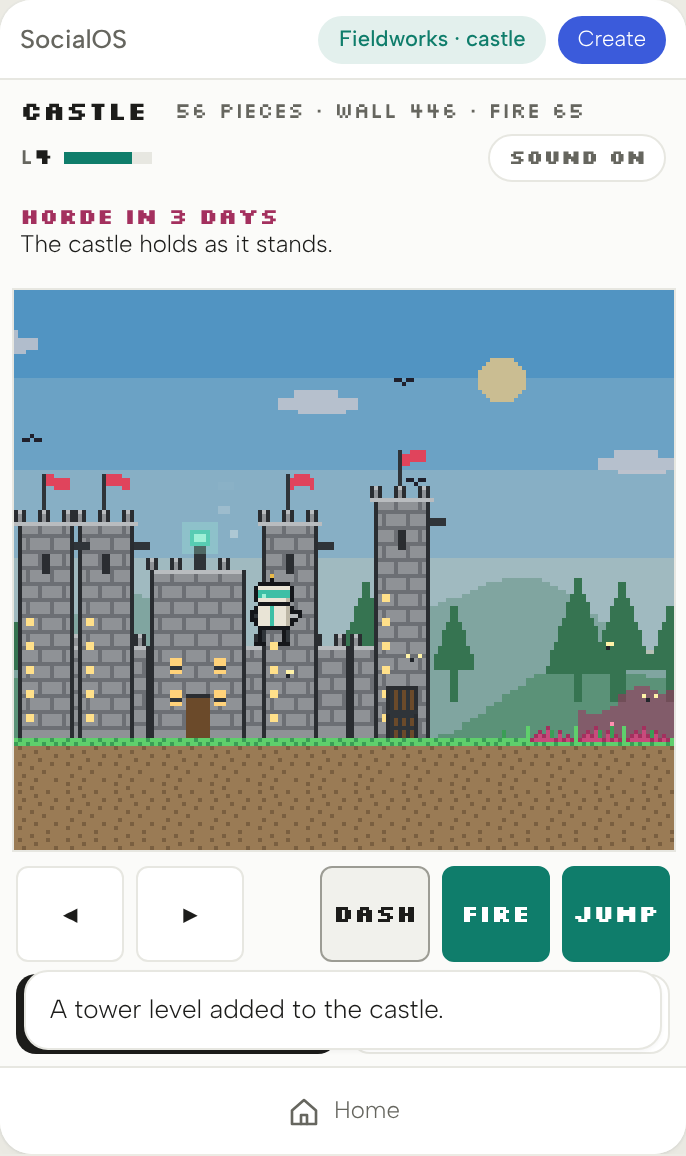 SocialOS
Fieldworks · castle
Create
CASTLE
56 PIECES · WALL 446 · FIRE 65
L4
SOUND ON
HORDE IN 3 DAYS
The castle holds as it stands.
◄
►
DASH
FIRE
JUMP
A tower level added to the castle.
Home